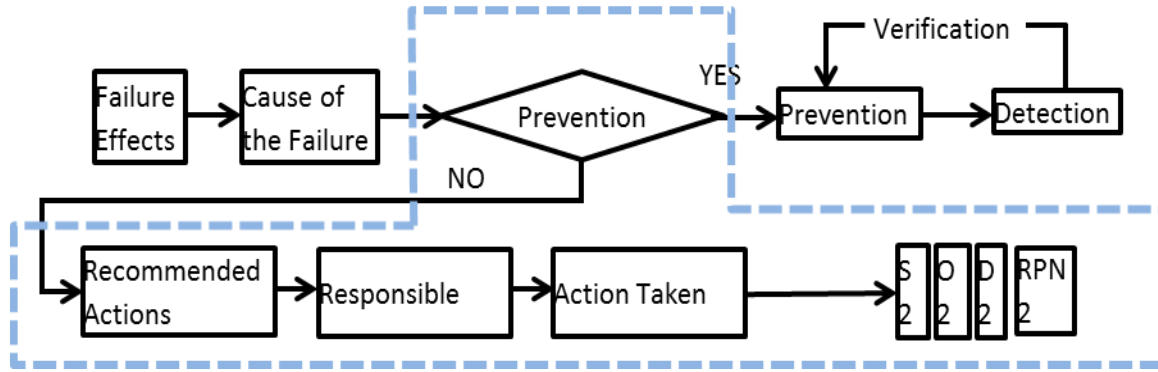 Verification
YES
Failure
Effects
Cause of
the Failure
Prevention
Prevention
Detection
NO
Recommended
Actions
Responsible
Action Taken
S
2
O
2
D
2
RPN
2